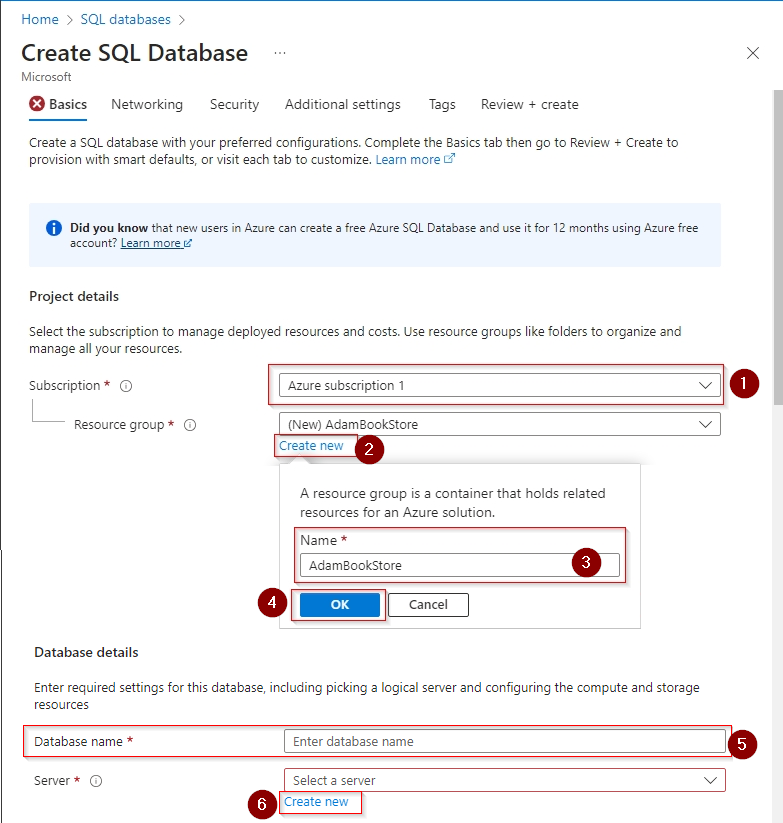 Home > SQL databases >
Create SQL Database ...
Microsoft
Basics Networking Security Additional settings Tags Review + create
Create a SQL database with your preferred configurations. Complete the Basics tab then go to Review + Create to
provision with smart defaults, or visit each tab to customize. Learn more
Did you know that new users in Azure can create a free Azure SQL Database and use it for 12 months using Azure free
account? Learn more
Project details
Select the subscription to manage deployed resources and costs. Use resource groups like folders to organize and
manage all your resources.
Subscription * Azure subscription 1 1
Resource group * (New) AdamBookStore
Create new 2
A resource group is a container that holds related
resources for an Azure solution.
Name *
AdamBookStore 3
4 OK Cancel
Database details
Enter required settings for this database, including picking a logical server and configuring the compute and storage
resources
Database name * Enter database name 5
Server * Select a server
6 Create new